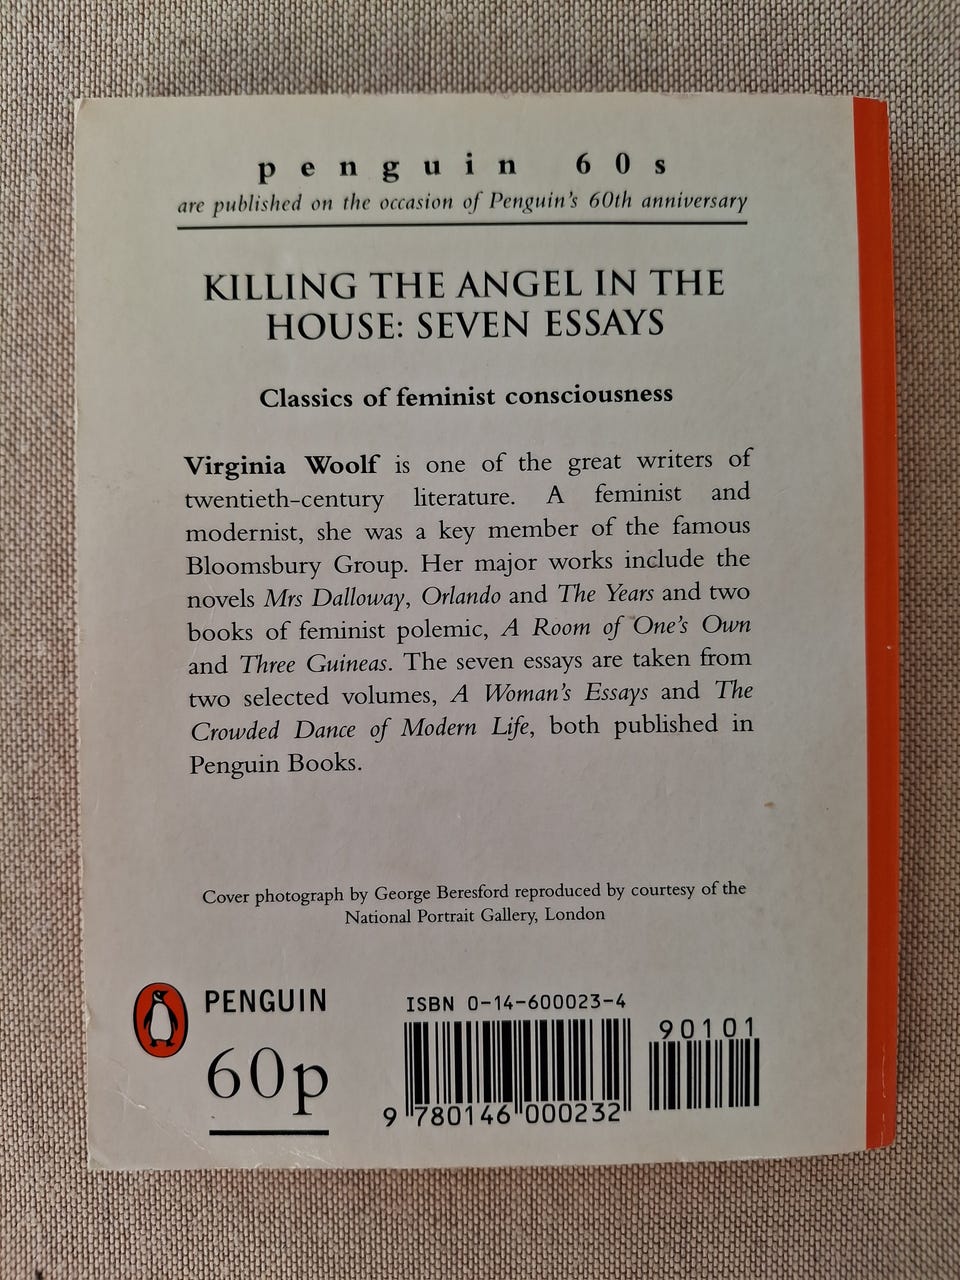 penguin 60s
are published on the occasion of Penguin's 60th anniversary
KILLING THE ANGEL IN THE
HOUSE: SEVEN ESSAYS
Classics of feminist consciousness
Virginia Woolf is one of the great writers of
twentieth-century literature. A feminist and
modernist, she was a key member of the famous
Bloomsbury Group. Her major works include the
novels Mrs Dalloway, Orlando and The Years and two
books of feminist polemic, A Room of One's Own
and Three Guineas. The seven essays are taken from
two selected volumes, A Woman's Essays and The
Crowded Dance of Modern Life, both published in
Penguin Books.
Cover photograph by George Beresford reproduced by courtesy of the
National Portrait Gallery, London
PENGUIN
60p
ISBN 0-14-600023-4
90101
9 780146 000232